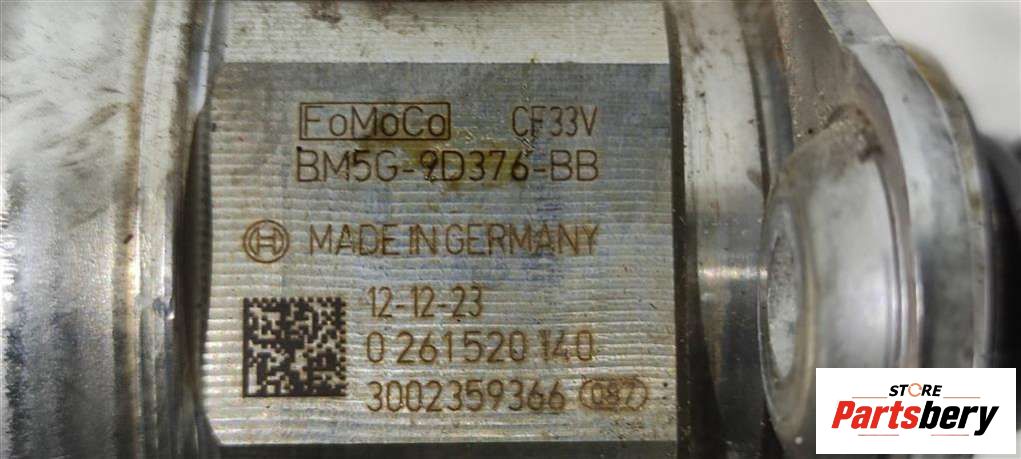 FoMoCo CF33V
BM5G-9D376-BB
MADE IN GERMANY
12-12-23
0 261 520 140
3002359366 087
STORE
Partsbery